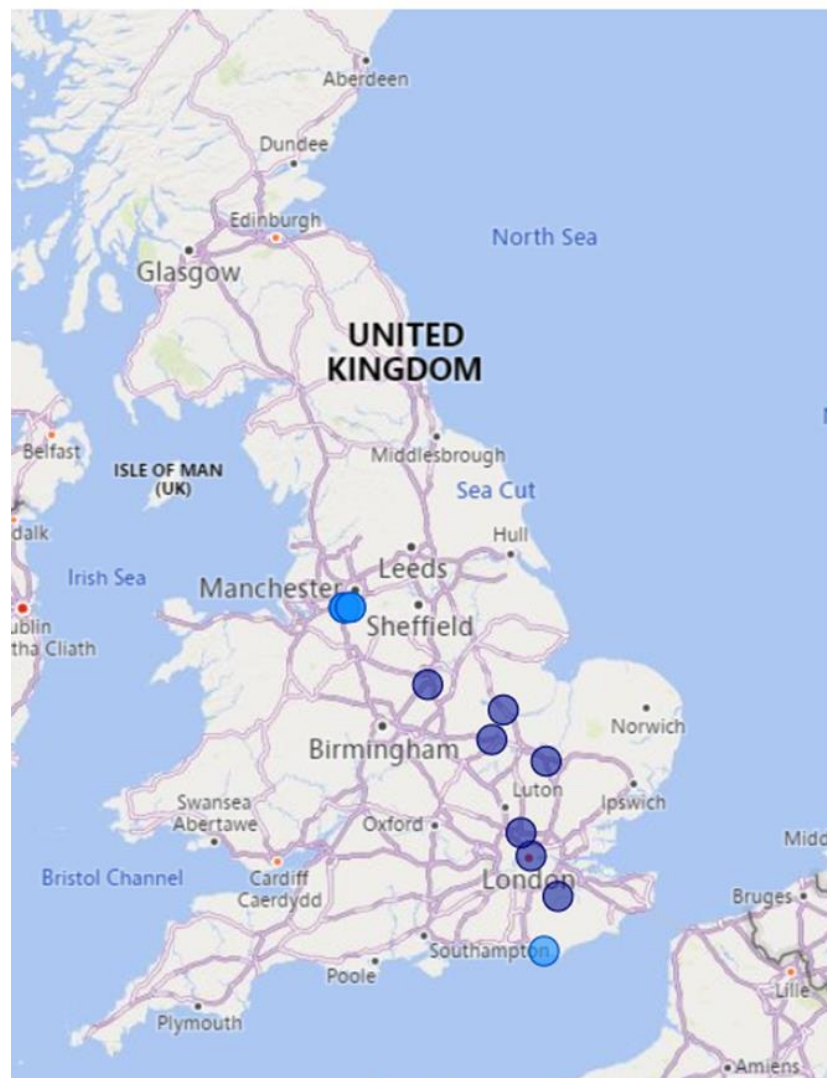 Aberdeen
Dundee
Edinburgh
North Sea
Glasgow
UNITED
KINGDOM
Belfast
Middlesbrough
ISLE OF MAN
(UK)
Sea Cut
dalk
Hull
Irish Sea
Leeds
Manchester
ublin
tha Cliath
Sheffield
Norwich
Birmingham
Luton
Ipswich
Swansea
Abertawe
Oxford
Midd
Bristol Channel
Cardiff
Caerdydd
London
Bruges
Southampton
Poole
Lille
Plymouth
Amiens